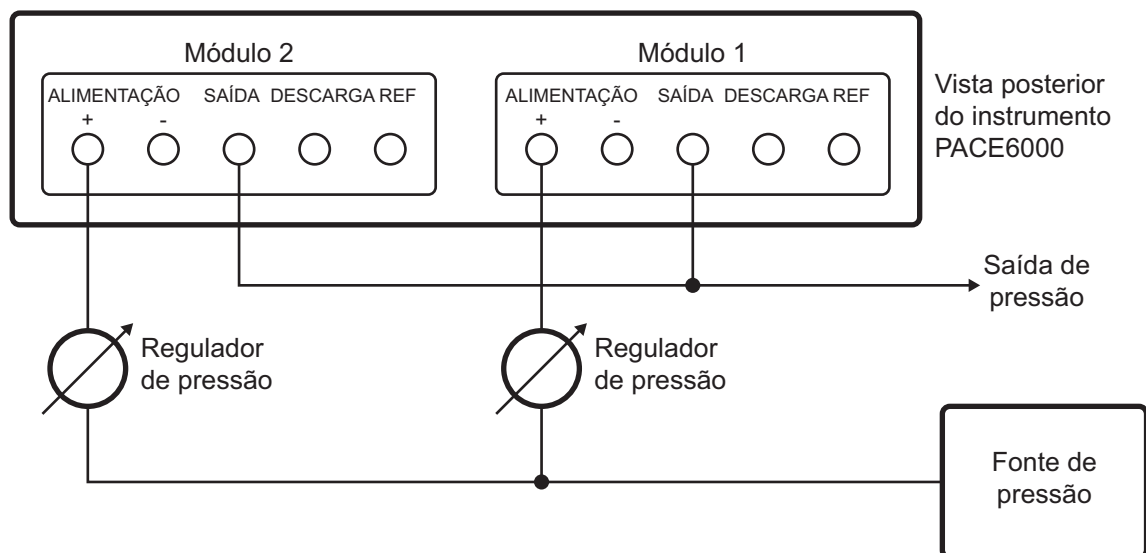 Módulo 2
ALIMENTAÇÃO SAÍDA DESCARGA REF
+ -
Módulo 1
ALIMENTAÇÃO SAÍDA DESCARGA REF
+ -
Vista posterior
do instrumento
PACE6000
Saída de
pressão
Regulador
de pressão
Regulador
de pressão
Fonte de
pressão